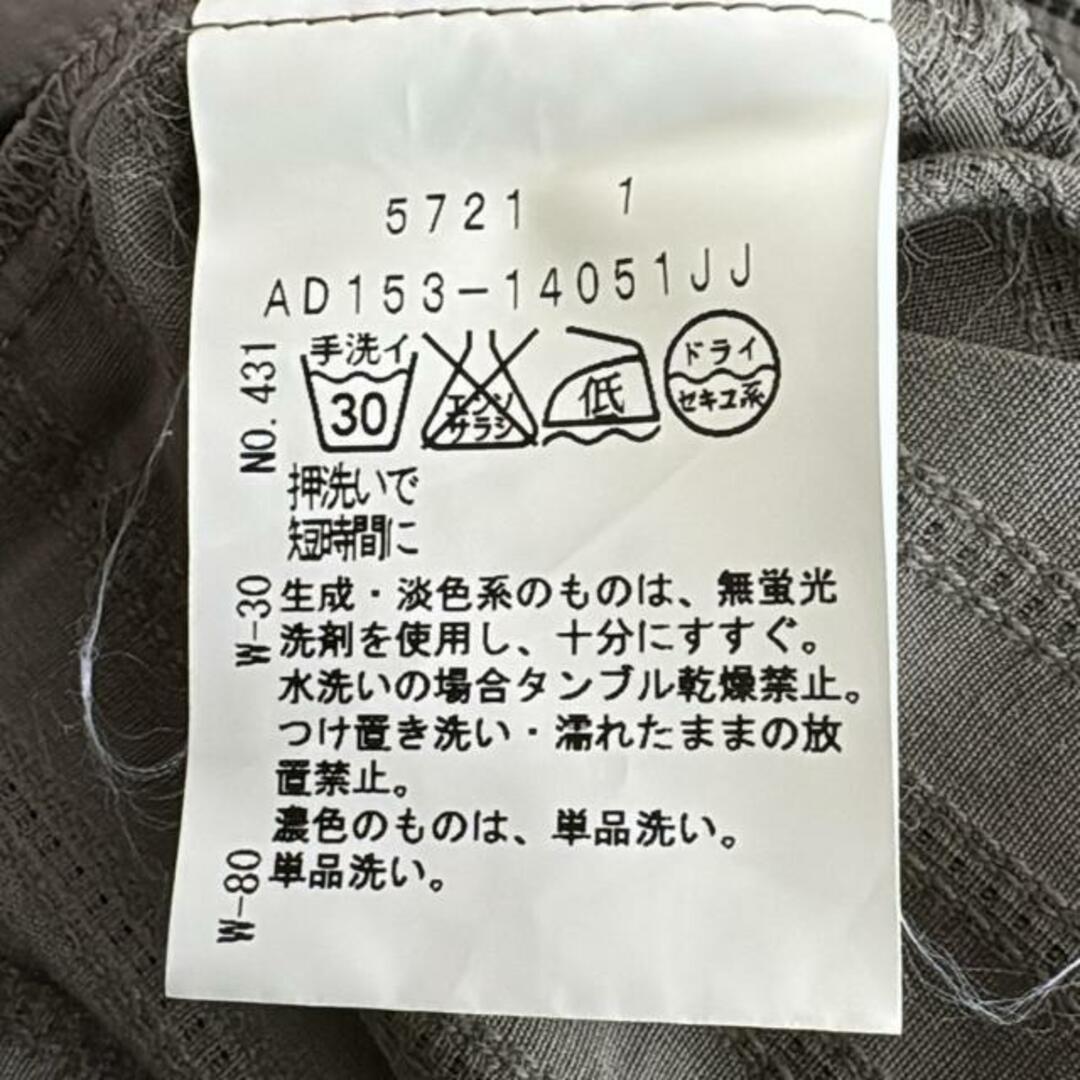 5721 1
AD153-14051JJ
手洗イ
30
エンソ
サラシ
低
ドライ
セキユ系
NO. 431
押洗いで
短時間に
W-30
生成・淡色系のものは、無蛍光
洗剤を使用し、十分にすすぐ。
水洗いの場合タンブル乾燥禁止。
つけ置き洗い・濡れたままの放
置禁止。
濃色のものは、単品洗い。
W-80
単品洗い。